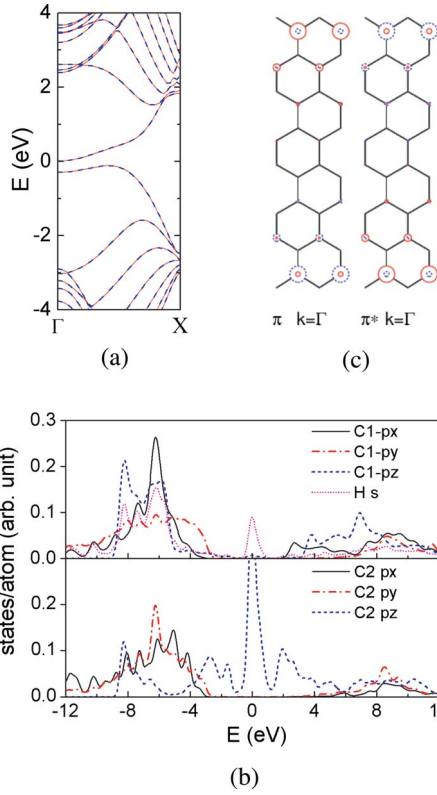 4
2
0
-2
-4
E (eV)
Γ X
(a)
π k=Γ π* k=Γ
(c)
0.3
0.2
0.1
0.0
C1-px
C1-py
C1-pz
H s
0.2
0.1
0.0
C2 px
C2 py
C2 pz
states/atom (arb. unit)
-12 -8 -4 0 4 8 12
E (eV)
(b)